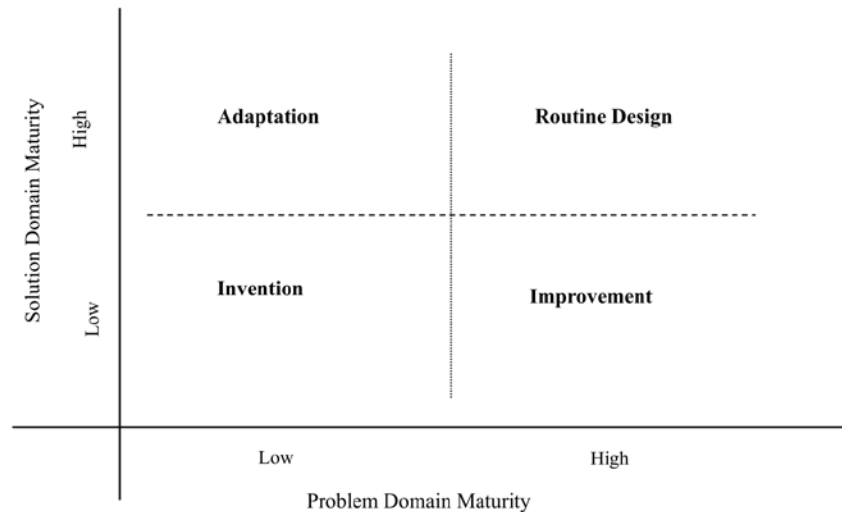 Solution Domain Maturity
High
Low
Adaptation
Routine Design
Invention
Improvement
Low
High
Problem Domain Maturity